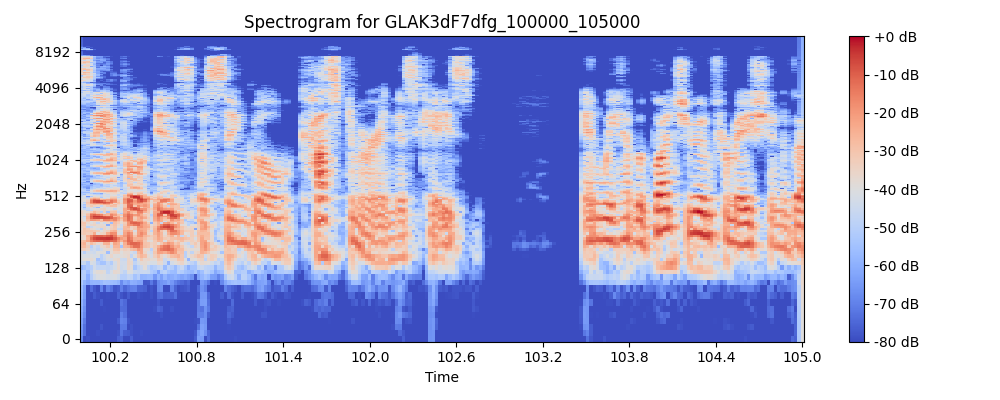 Spectrogram for GLAK3dF7dfg_100000_105000
8192
4096
2048
1024
512
256
128
64
0
Hz
100.2 100.8 101.4 102.0 102.6 103.2 103.8 104.4 105.0
Time
+0 dB
-10 dB
-20 dB
-30 dB
-40 dB
-50 dB
-60 dB
-70 dB
-80 dB